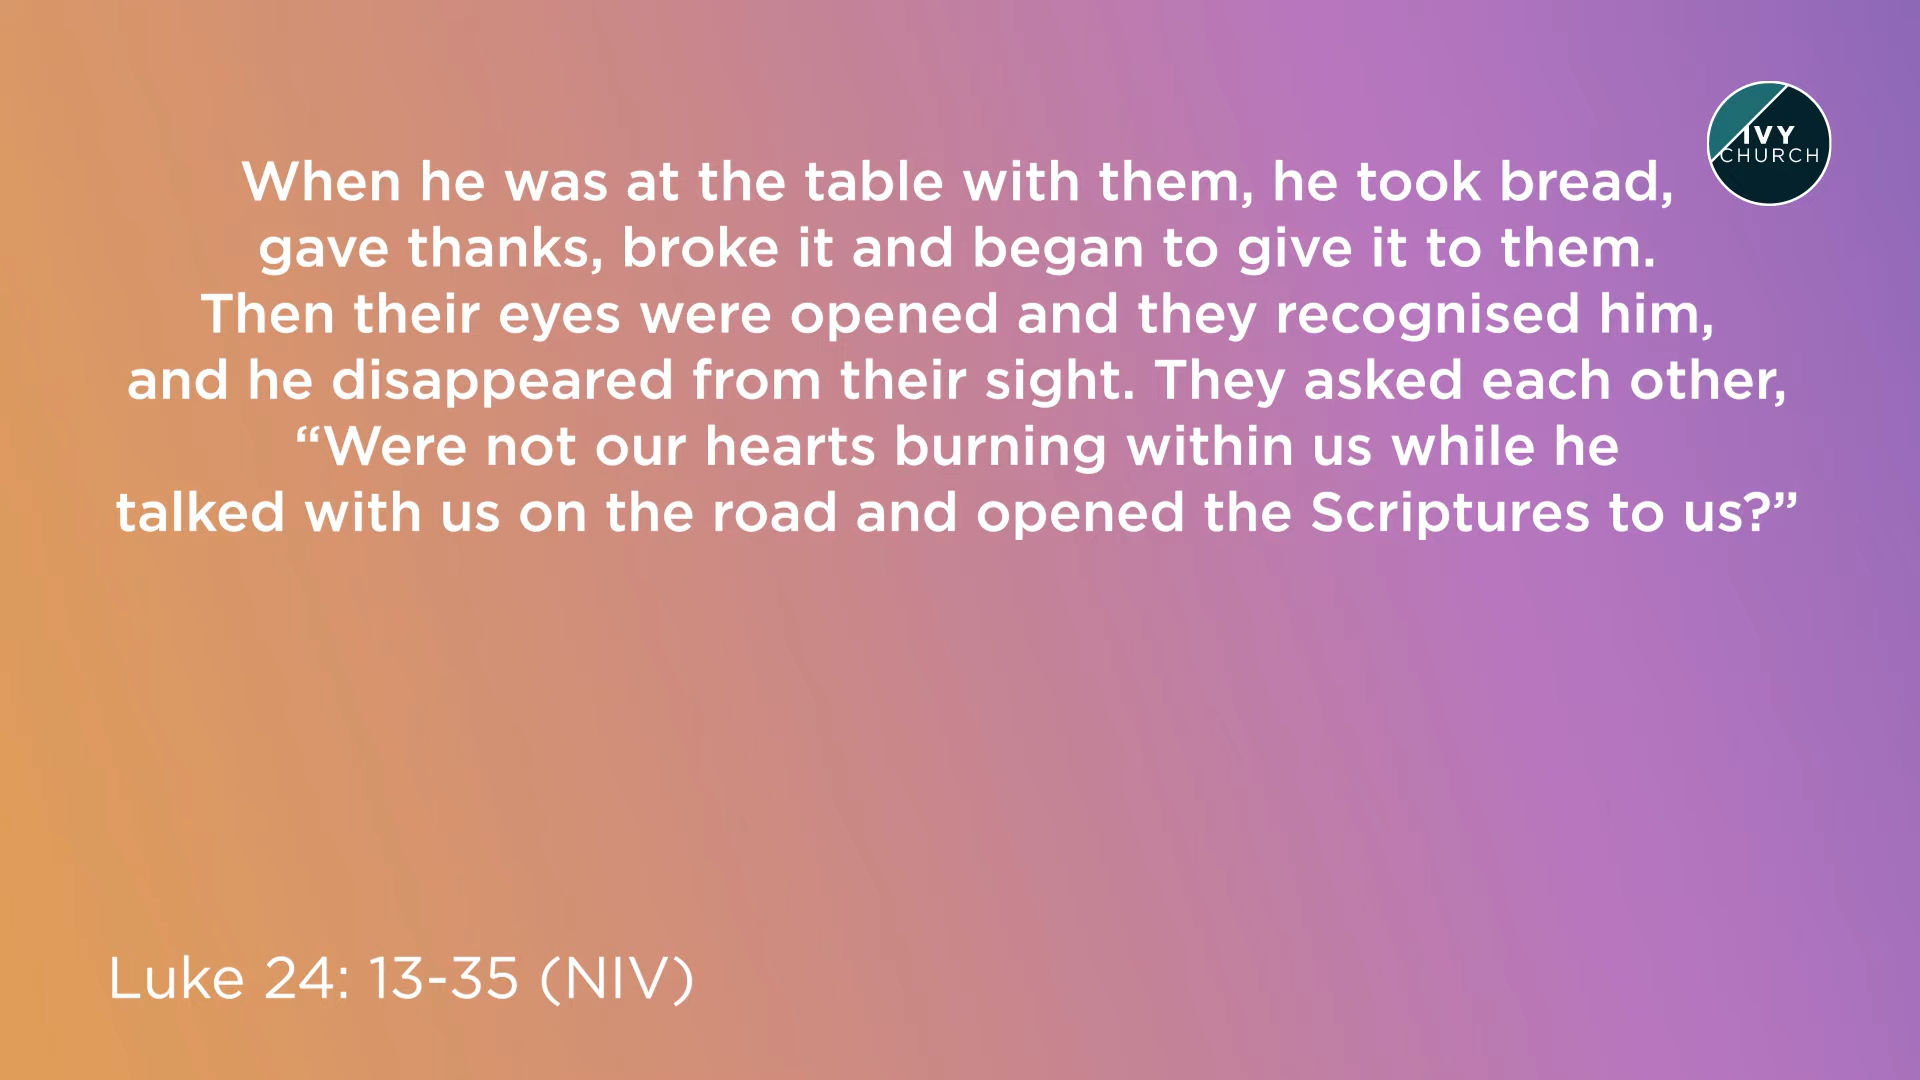 IVY
CHURCH
When he was at the table with them, he took bread,
gave thanks, broke it and began to give it to them.
Then their eyes were opened and they recognised him,
and he disappeared from their sight. They asked each other,
“Were not our hearts burning within us while he
talked with us on the road and opened the Scriptures to us?”
Luke 24: 13-35 (NIV)